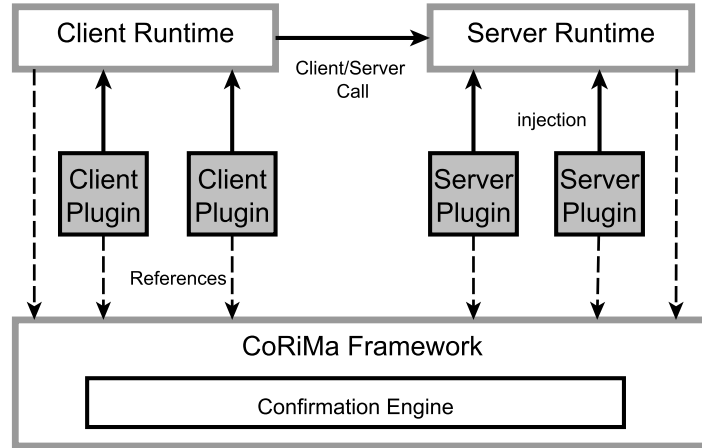 Client Runtime
Server Runtime
Client/Server
Call
injection
Client
Plugin
Client
Plugin
Server
Plugin
Server
Plugin
References
CoRiMa Framework
Confirmation Engine